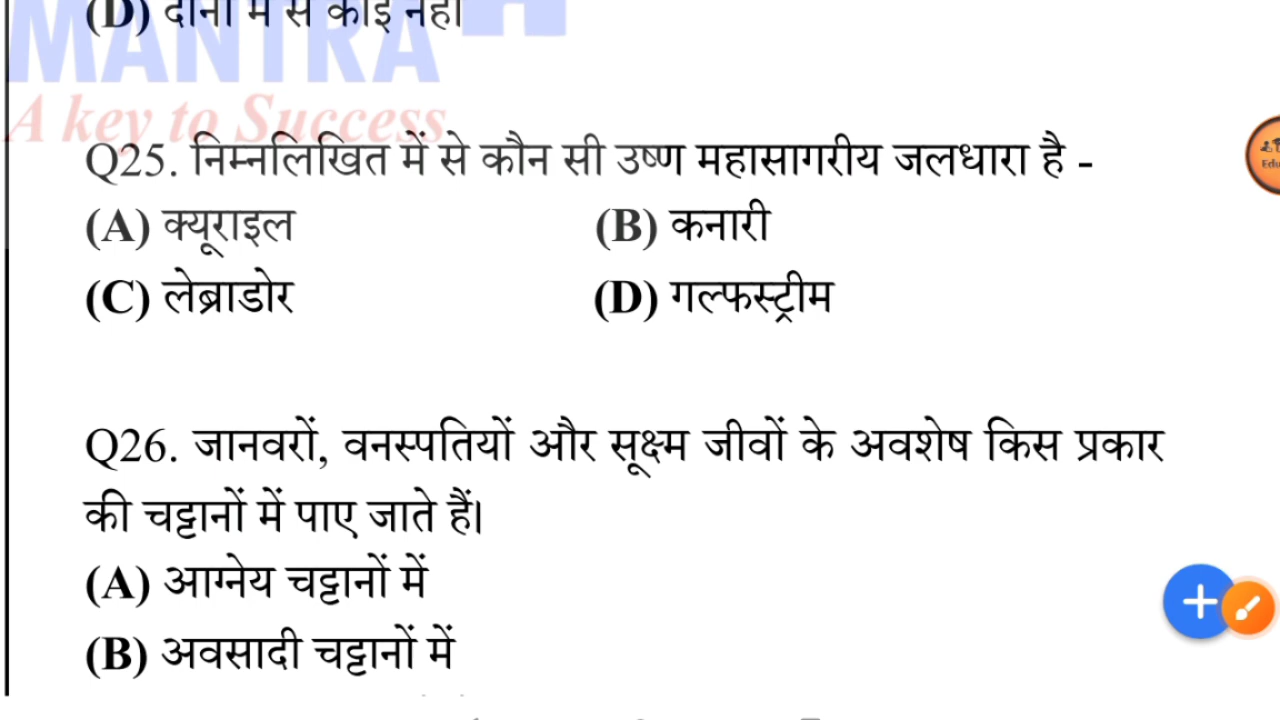 (D) दोनों में से कोई नहीं
MANTRA
A key to Success
Q25. निम्नलिखित में से कौन सी उष्ण महासागरीय जलधारा है -
(A) क्यूराइल (B) कनारी
(C) लेब्राडोर (D) गल्फस्ट्रीम
Q26. जानवरों, वनस्पतियों और सूक्ष्म जीवों के अवशेष किस प्रकार
की चट्टानों में पाए जाते हैं।
(A) आग्नेय चट्टानों में
(B) अवसादी चट्टानों में